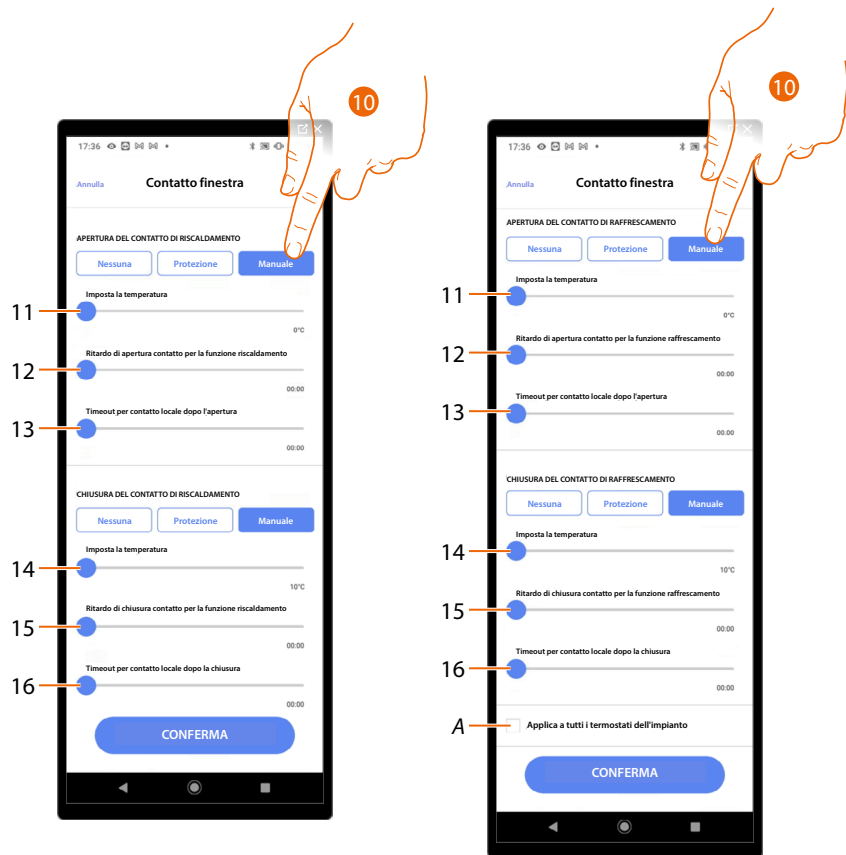 10
17:36
Annulla
Contatto finestra
APERTURA DEL CONTATTO DI RISCALDAMENTO
Nessuna
Protezione
Manuale
11
Imposta la temperatura
0°C
12
Ritardo di apertura contatto per la funzione riscaldamento
00:00
13
Timeout per contatto locale dopo l'apertura
00:00
CHIUSURA DEL CONTATTO DI RISCALDAMENTO
Nessuna
Protezione
Manuale
Imposta la temperatura
14
10°C
Ritardo di chiusura contatto per la funzione riscaldamento
15
00:00
Timeout per contatto locale dopo la chiusura
16
00:00
CONFERMA
10
17:36
Annulla
Contatto finestra
APERTURA DEL CONTATTO DI RAFFRESCAMENTO
Nessuna
Protezione
Manuale
Imposta la temperatura
11
0°C
Ritardo di apertura contatto per la funzione raffrescamento
12
00:00
Timeout per contatto locale dopo l'apertura
13
00:00
CHIUSURA DEL CONTATTO DI RAFFRESCAMENTO
Nessuna
Protezione
Manuale
Imposta la temperatura
14
10°C
Ritardo di chiusura contatto per la funzione raffrescamento
15
00:00
Timeout per contatto locale dopo la chiusura
16
00:00
A
Applica a tutti i termostati dell'impianto
CONFERMA